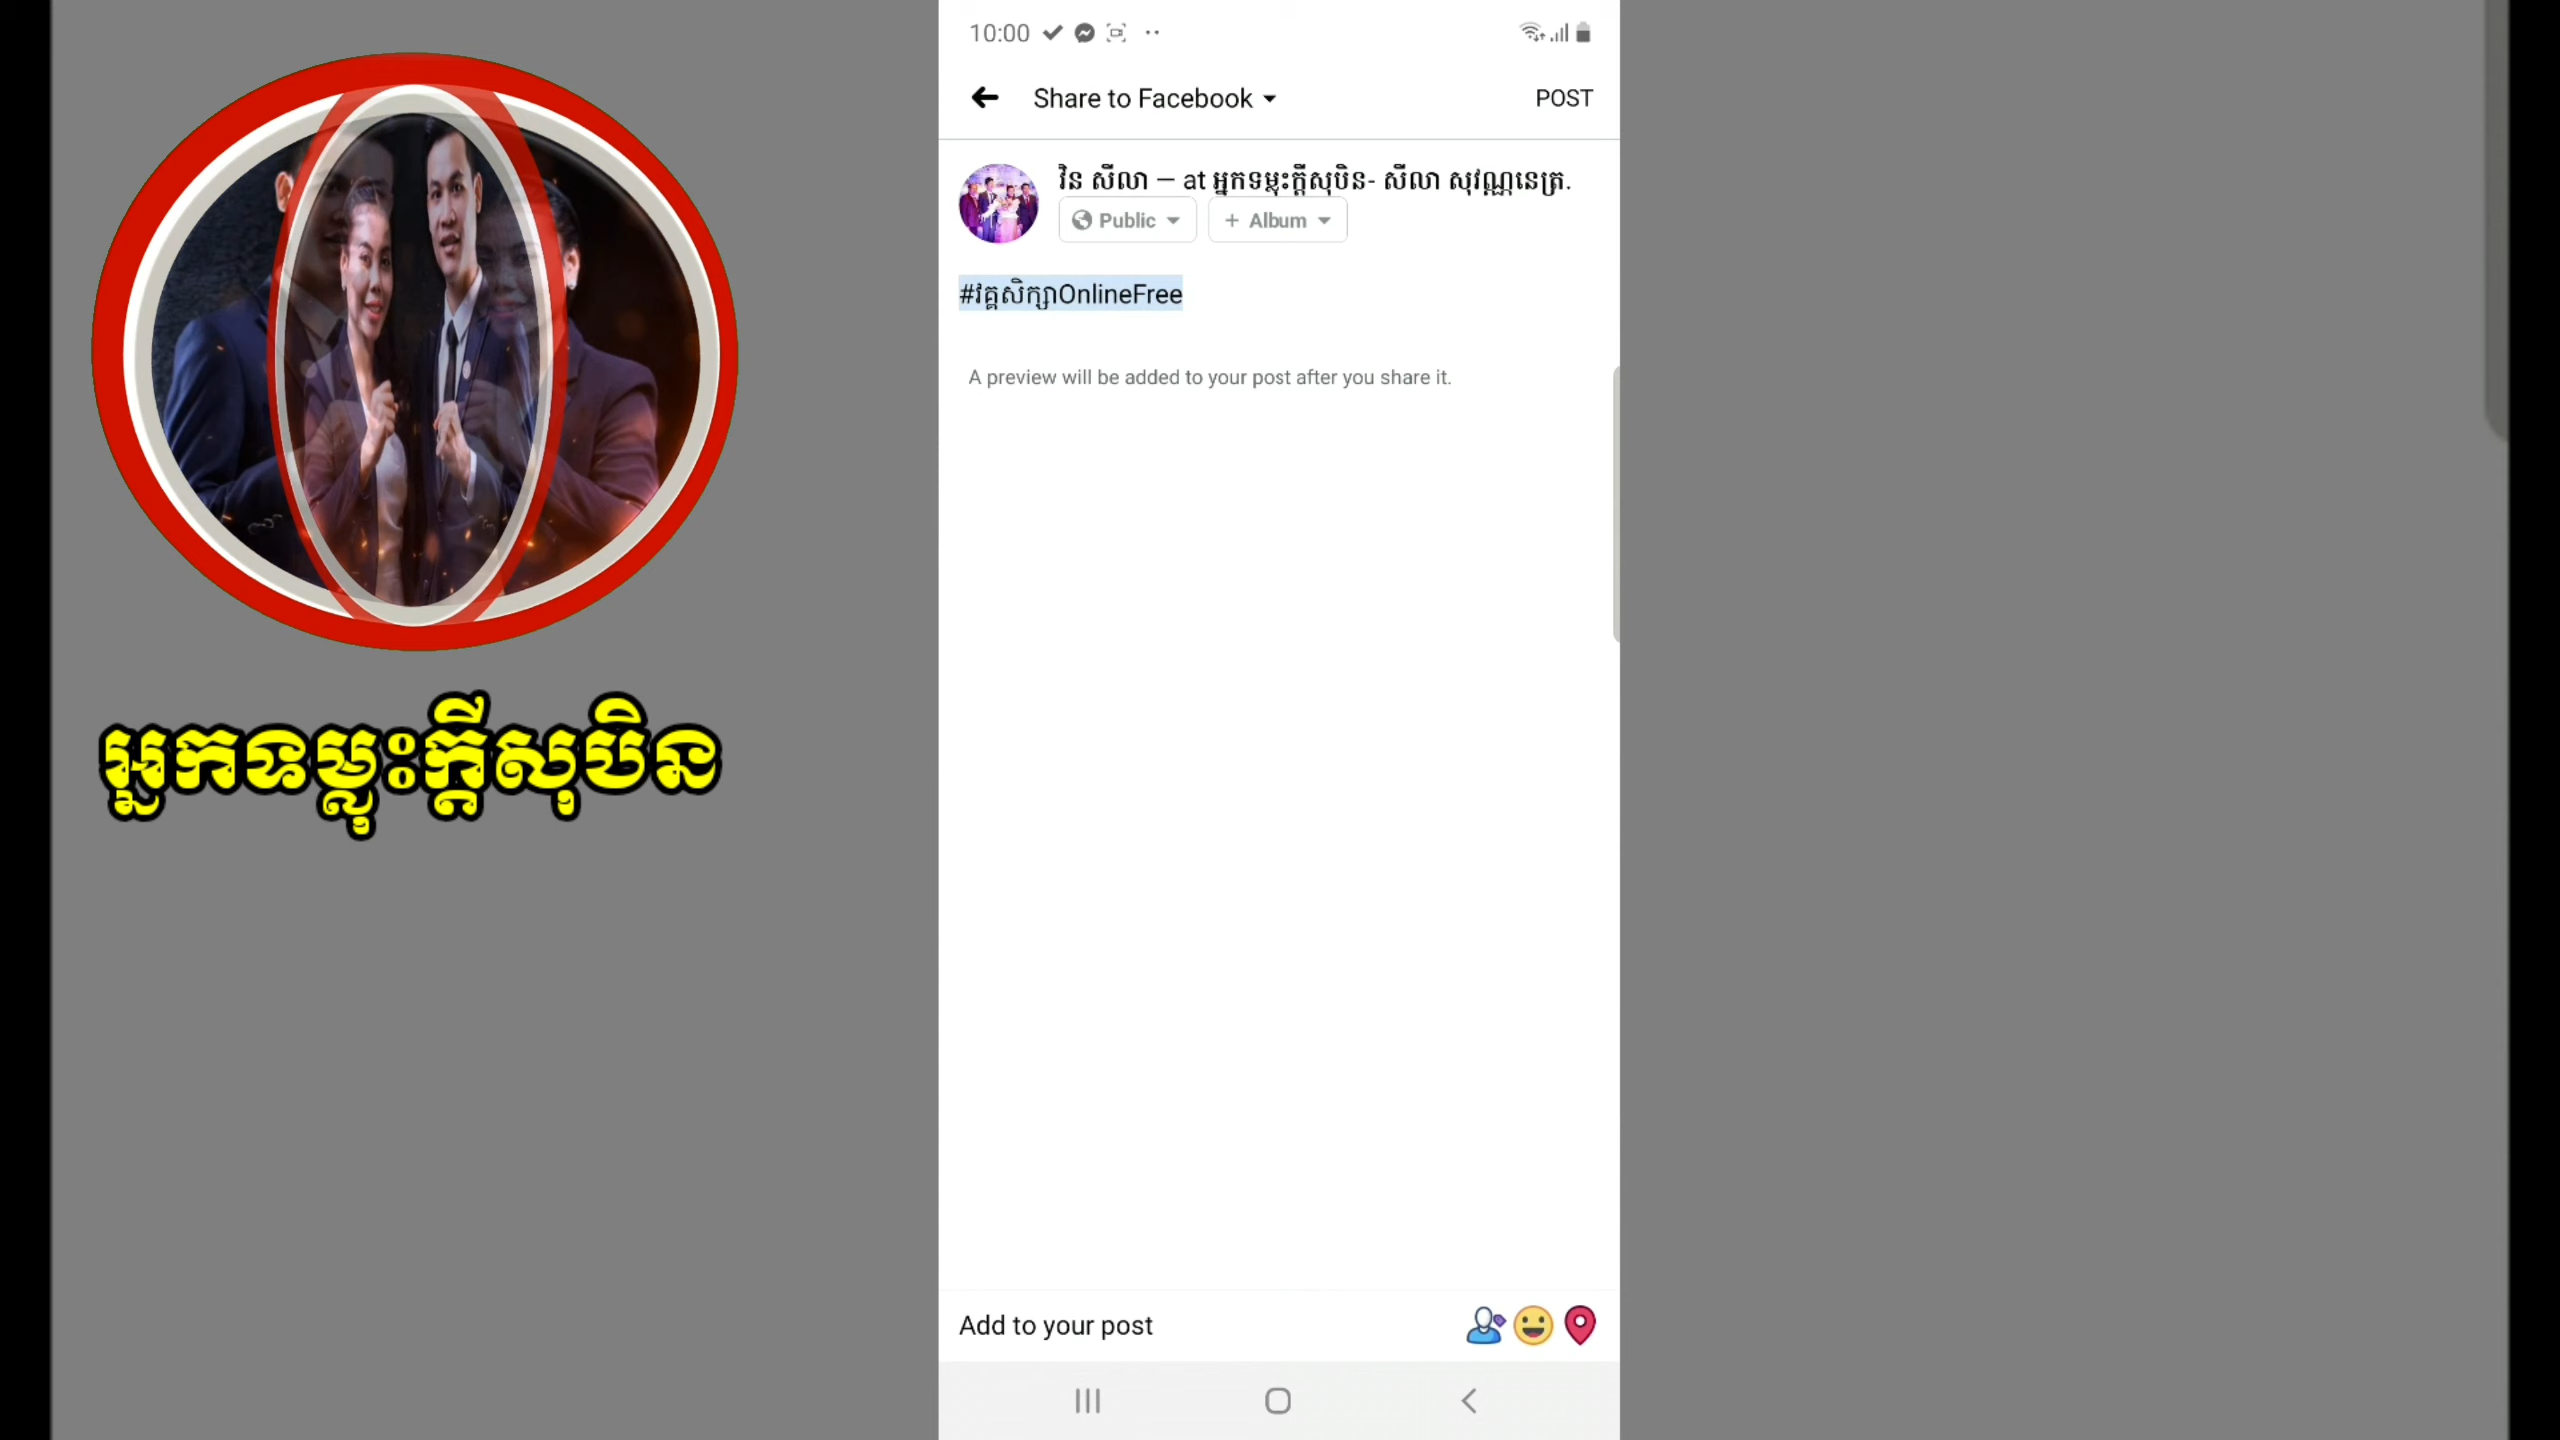 10:00
Share to Facebook
POST
វិន សីលា — at អ្នកទម្លុះក្តីសុបិន- សីលា សុវណ្ណនេត្រ.
Public
+ Album
#វគ្គសិក្សាOnlineFree
A preview will be added to your post after you share it.
អ្នកទម្លុះក្តីសុបិន
Add to your post